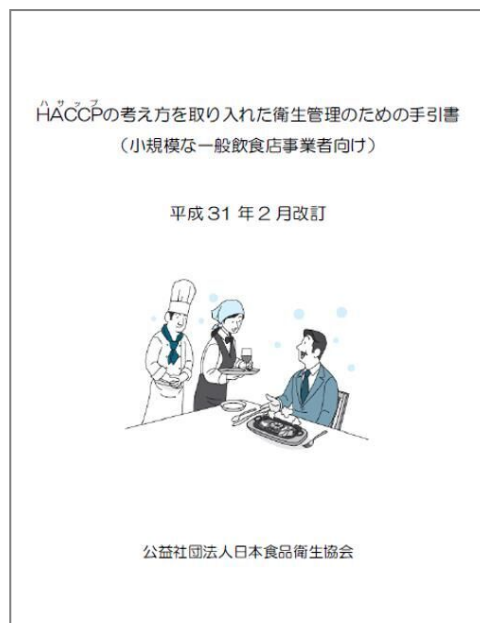 ハサップ
HACCPの考え方を取り入れた衛生管理のための手引書
（小規模な一般飲食店事業者向け）
平成31年2月改訂
公益社団法人日本食品衛生協会